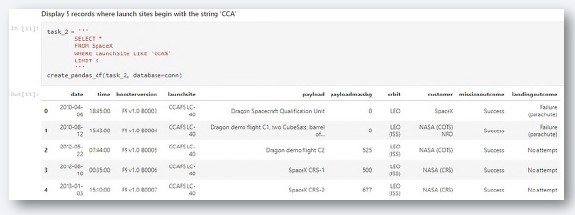 Display 5 records where launch sites begin with the string 'CCA'
In [11]: task_2 = '''
SELECT *
FROM SpaceX
WHERE LaunchSite LIKE 'CCA%'
LIMIT 5
'''
create_pandas_df(task_2, database=conn)
Out[11]:
date time boosterversion launchsite payload payloadmasskg orbit customer missionoutcome landingoutcome
0 2010-04-06 18:45:00 F9 v1.0 B0003 CCAFS LC-40 Dragon Spacecraft Qualification Unit 0 LEO SpaceX Success Failure (parachute)
1 2010-08-12 15:43:00 F9 v1.0 B0004 CCAFS LC-40 Dragon demo flight C1, two CubeSats, barrel of... 0 LEO (ISS) NASA (COTS) NRO Success Failure (parachute)
2 2012-05-22 07:44:00 F9 v1.0 B0005 CCAFS LC-40 Dragon demo flight C2 525 LEO (ISS) NASA (COTS) Success No attempt
3 2012-08-10 00:35:00 F9 v1.0 B0006 CCAFS LC-40 SpaceX CRS-1 500 LEO (ISS) NASA (CRS) Success No attempt
4 2013-01-03 15:10:00 F9 v1.0 B0007 CCAFS LC-40 SpaceX CRS-2 677 LEO (ISS) NASA (CRS) Success No attempt